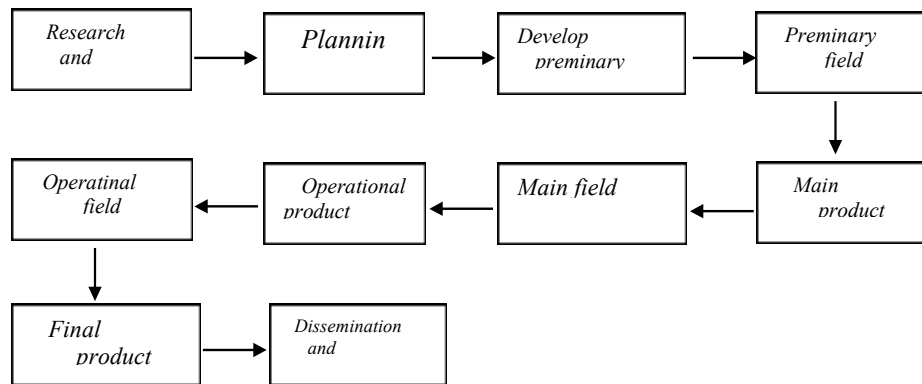 Research
and
Plannin
Develop
preminary
Preminary
field
Main
product
Main field
Operational
product
Operatinal
field
Final
product
Dissemination
and